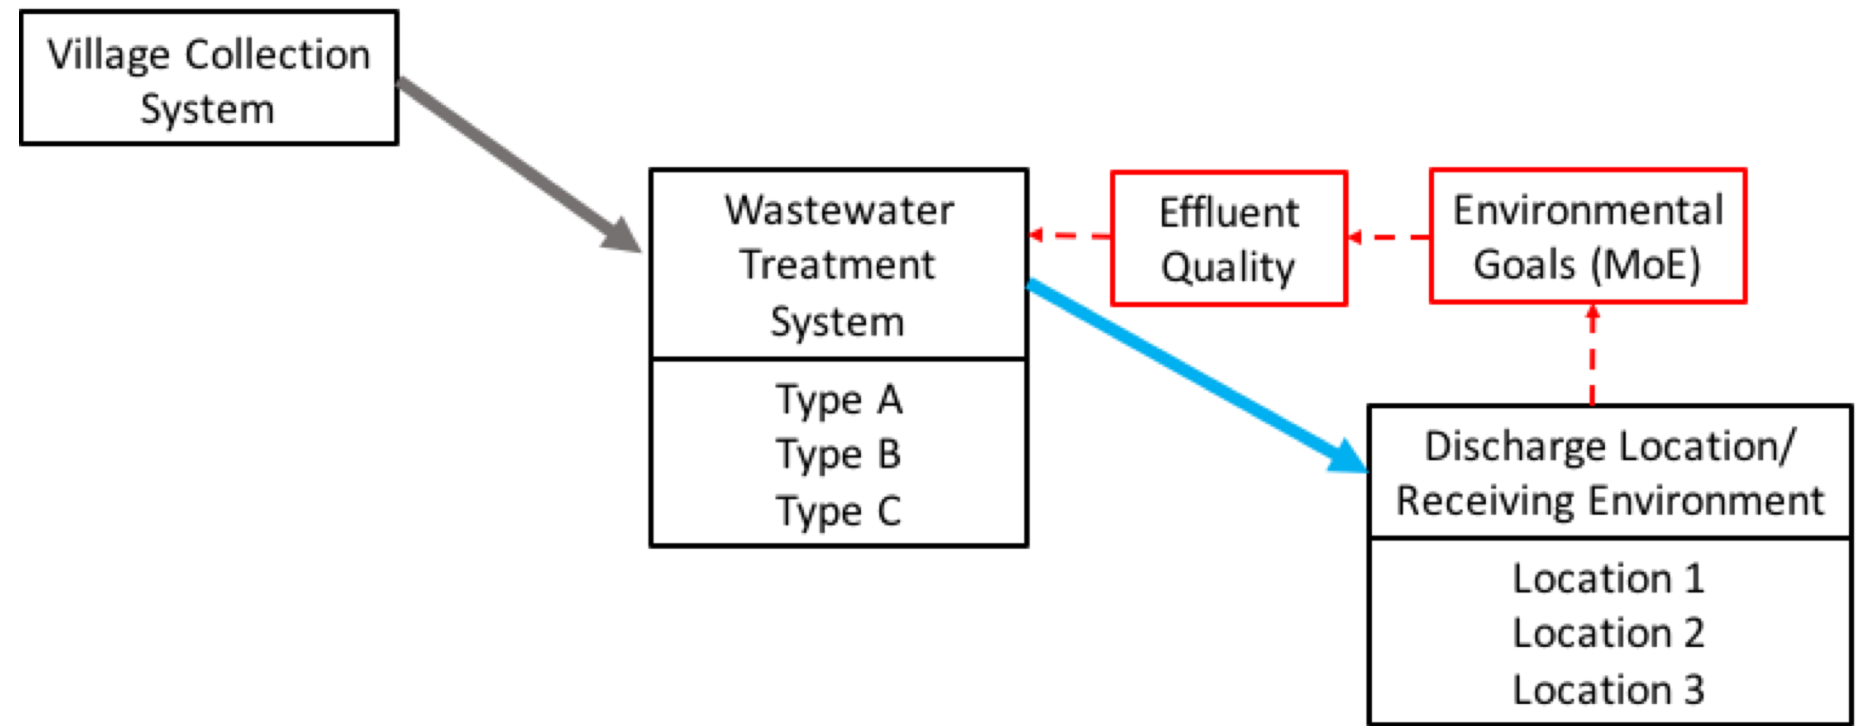 Village Collection
System
Wastewater
Treatment
System
Type A
Type B
Type C
Effluent
Quality
Environmental
Goals (MoE)
Discharge Location/
Receiving Environment
Location 1
Location 2
Location 3